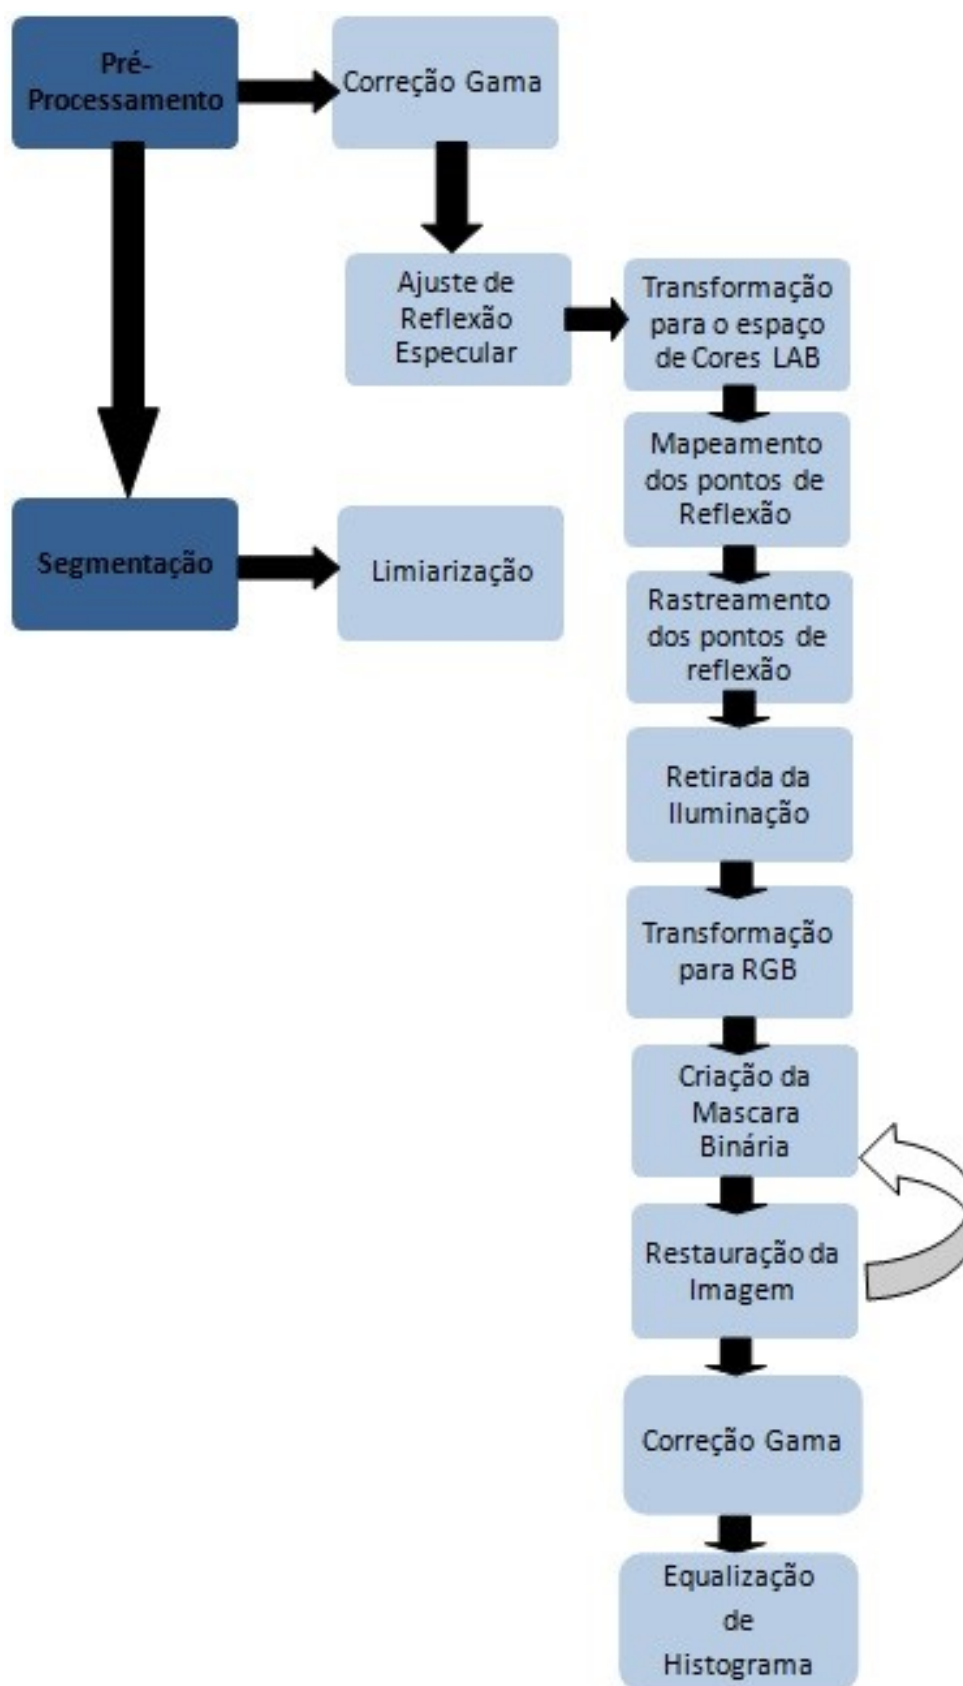 Pré-
Processamento
Correção Gama
Ajuste de
Reflexão
Especular
Transformação
para o espaço
de Cores LAB
Mapeamento
dos pontos de
Reflexão
Segmentação
Limiarização
Rastreamento
dos pontos de
reflexão
Retirada da
Iluminação
Transformação
para RGB
Criação da
Mascara
Binária
Restauração da
Imagem
Correção Gama
Equalização
de
Histograma